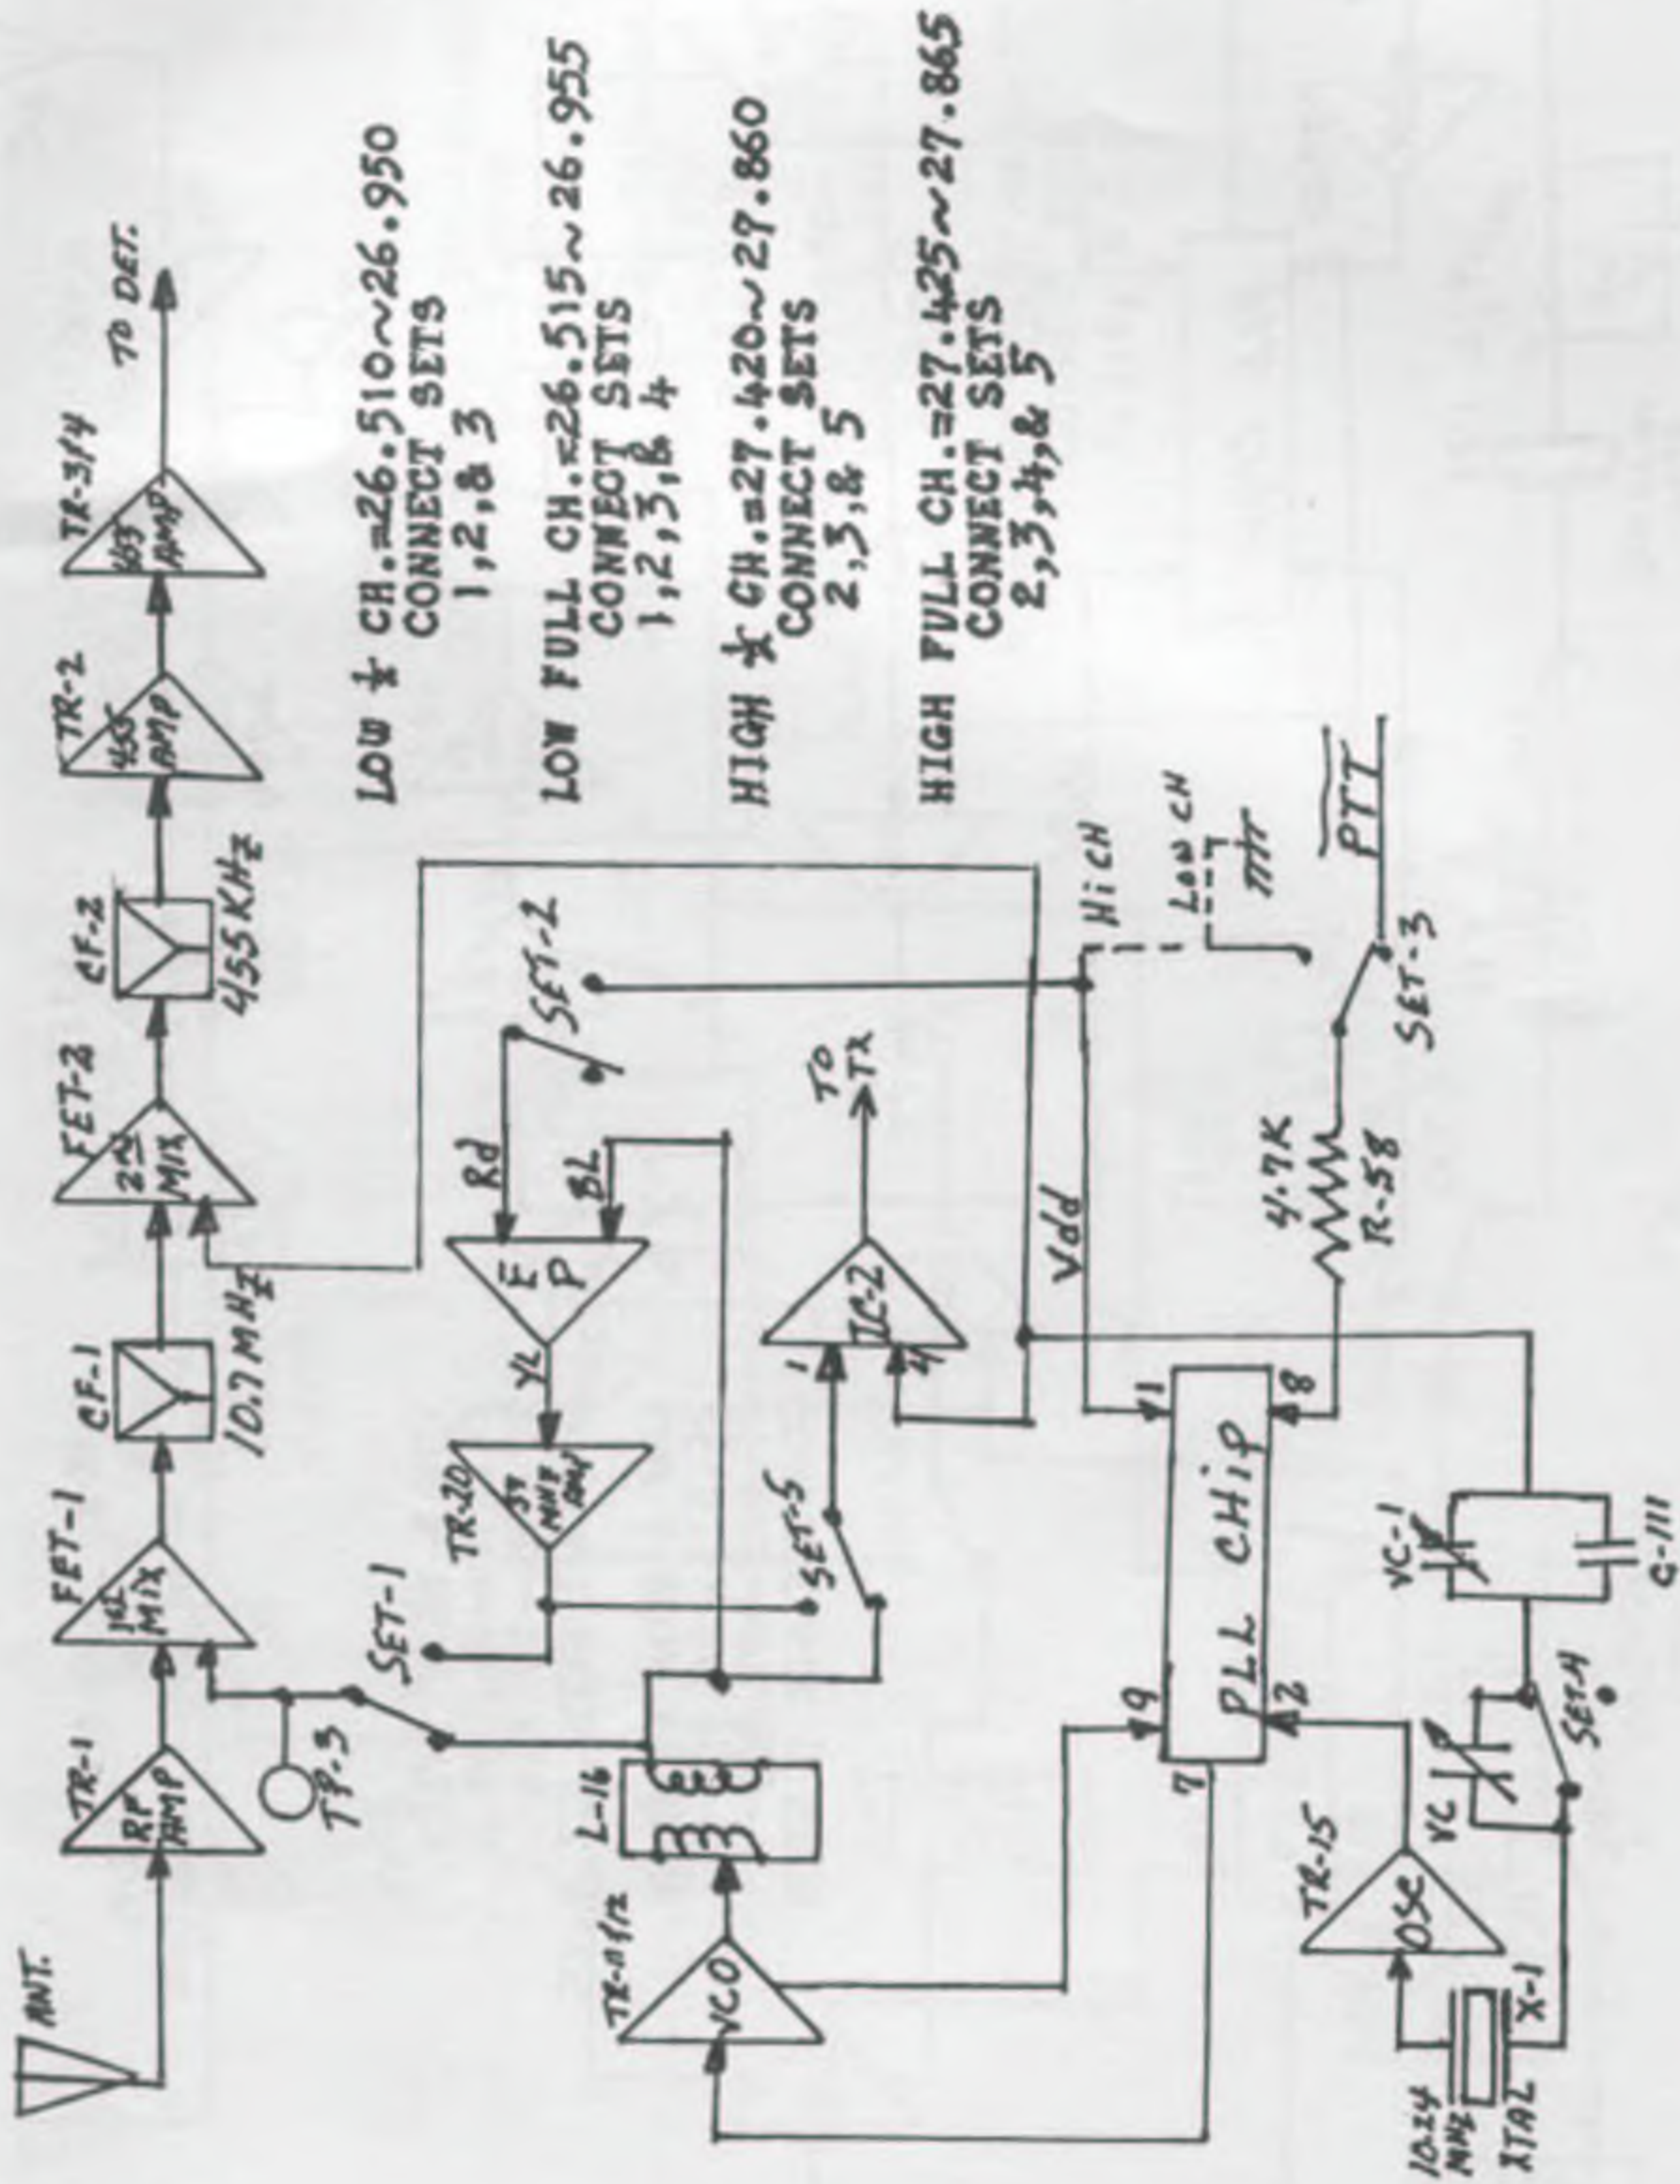 ANT.
TR-1
RF
AMP
FET-1
1st
MIX
CF-1
10.7 MHZ
FET-2
2ND
MIX
CF-2
455 KHZ
TR-2
455
AMP
TR-3/4
455
AMP
TO DET.
TP-3
SET-1
TR-20
YL
E
P
Rd
BL
SET-2
LOW ½ CH.=26.510~26.950
CONNECT SETS
1,2,& 3
LOW FULL CH.=26.515~26.955
CONNECT SETS
1,2,3,& 4
HIGH ½ CH.=27.420~27.860
CONNECT SETS
2,3,& 5
HIGH FULL CH.=27.425~27.865
CONNECT SETS
2,3,4,& 5
TR-11/12
VCO
L-16
SET-5
1
4
IC-2
TO
TX
Vdd
Hi CH
LOW CH
9
1
7
PLL CHiP
2
8
4.7K
R-58
SET-3
PTT
TR-15
OSC
10.24
MHZ
XTAL
X-1
VC
SET-4
VC-1
C-111